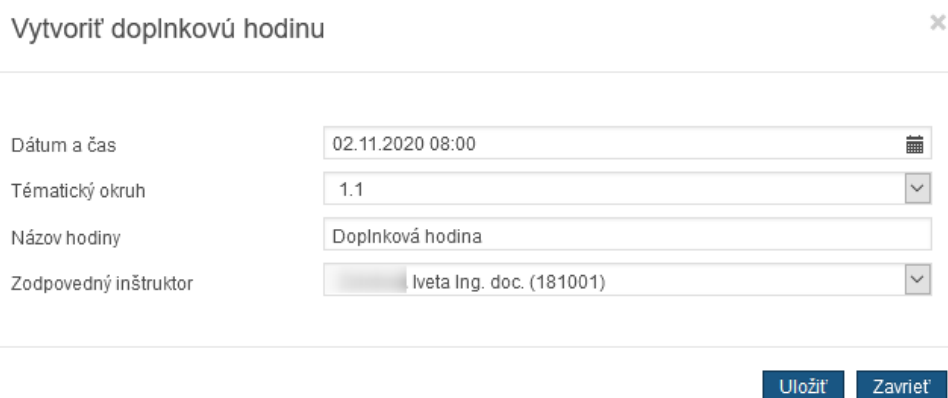 Vytvoriť doplnkovú hodinu
Dátum a čas 02.11.2020 08:00
Tématický okruh 1.1
Názov hodiny Doplnková hodina
Zodpovedný inštruktor Iveta Ing. doc. (181001)
Uložiť Zavrieť